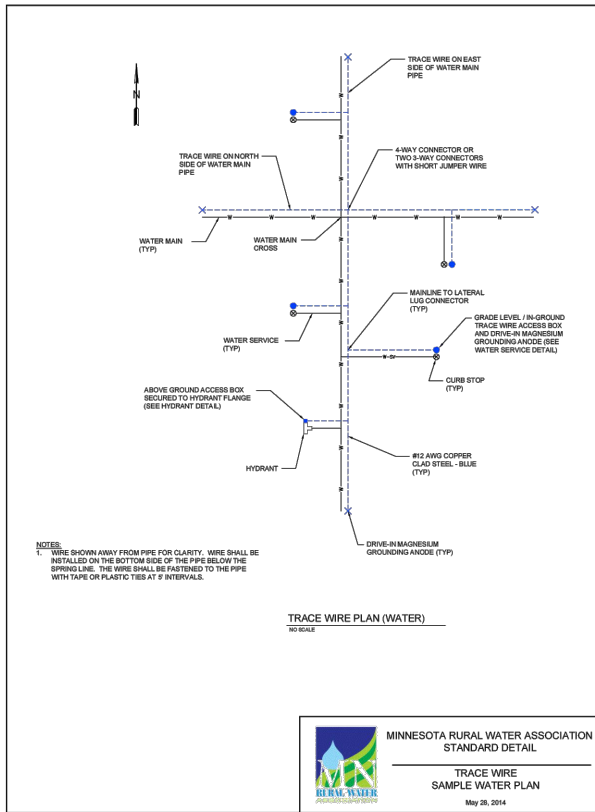 TRACE WIRE ON EAST
SIDE OF WATER MAIN
PIPE
N
TRACE WIRE ON NORTH
SIDE OF WATER MAIN
PIPE
4-WAY CONNECTOR OR
TWO 3-WAY CONNECTORS
WITH SHORT JUMPER WIRE
W
W
W
W
W
W
W
W
W
WATER MAIN
(TYP)
WATER MAIN
CROSS
W
MAINLINE TO LATERAL
LUG CONNECTOR
(TYP)
WATER SERVICE
(TYP)
W
GRADE LEVEL / IN-GROUND
TRACE WIRE ACCESS BOX
AND DRIVE-IN MAGNESIUM
GROUNDING ANODE (SEE
WATER SERVICE DETAIL)
W-SV
CURB STOP
(TYP)
W
ABOVE GROUND ACCESS BOX
SECURED TO HYDRANT FLANGE
(SEE HYDRANT DETAIL)
HYDRANT
#12 AWG COPPER
CLAD STEEL - BLUE
(TYP)
W
DRIVE-IN MAGNESIUM
GROUNDING ANODE (TYP)
NOTES:
1. WIRE SHOWN AWAY FROM PIPE FOR CLARITY. WIRE SHALL BE
INSTALLED ON THE BOTTOM SIDE OF THE PIPE BELOW THE
SPRING LINE. THE WIRE SHALL BE FASTENED TO THE PIPE
WITH TAPE OR PLASTIC TIES AT 5' INTERVALS.
TRACE WIRE PLAN (WATER)
NO SCALE
MN
RURAL WATER
ASSOCIATION
MINNESOTA RURAL WATER ASSOCIATION
STANDARD DETAIL
TRACE WIRE
SAMPLE WATER PLAN
May 28, 2014